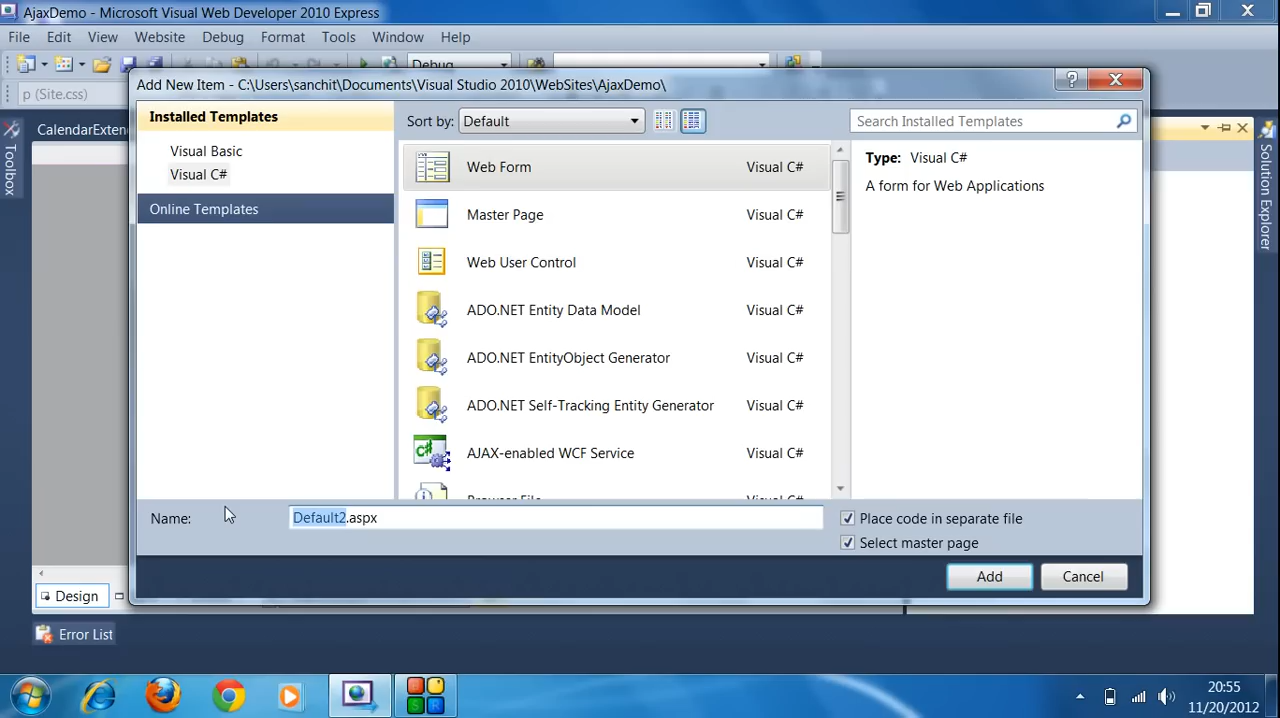 AjaxDemo - Microsoft Visual Web Developer 2010 Express
File Edit View Website Debug Format Tools Window Help
Debug
p (Site.css)
Add New Item - C:\Users\sanchit\Documents\Visual Studio 2010\WebSites\AjaxDemo\
Installed Templates
Visual Basic
Visual C#
Online Templates
Sort by: Default
Search Installed Templates
Web Form Visual C#
Master Page Visual C#
Web User Control Visual C#
ADO.NET Entity Data Model Visual C#
ADO.NET EntityObject Generator Visual C#
ADO.NET Self-Tracking Entity Generator Visual C#
AJAX-enabled WCF Service Visual C#
Browser File
Type: Visual C#
A form for Web Applications
Name: Default2.aspx
Place code in separate file
Select master page
Add Cancel
CalendarExten
Toolbox
Solution Explorer
Design
Error List
20:55
11/20/2012